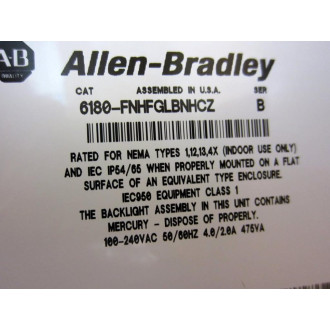 AB Allen-Bradley
CAT ASSEMBLED IN U.S.A. SER
6180-FNHFGLBNHCZ B
RATED FOR NEMA TYPES 1,12,13,4X (INDOOR USE ONLY)
AND IEC IP54/65 WHEN PROPERLY MOUNTED ON A FLAT
SURFACE OF AN EQUIVALENT TYPE ENCLOSURE.
IEC950 EQUIPMENT CLASS 1
THE BACKLIGHT ASSEMBLY IN THIS UNIT CONTAINS
MERCURY - DISPOSE OF PROPERLY.
100-240VAC 50/60HZ 4.0/2.0A 475VA